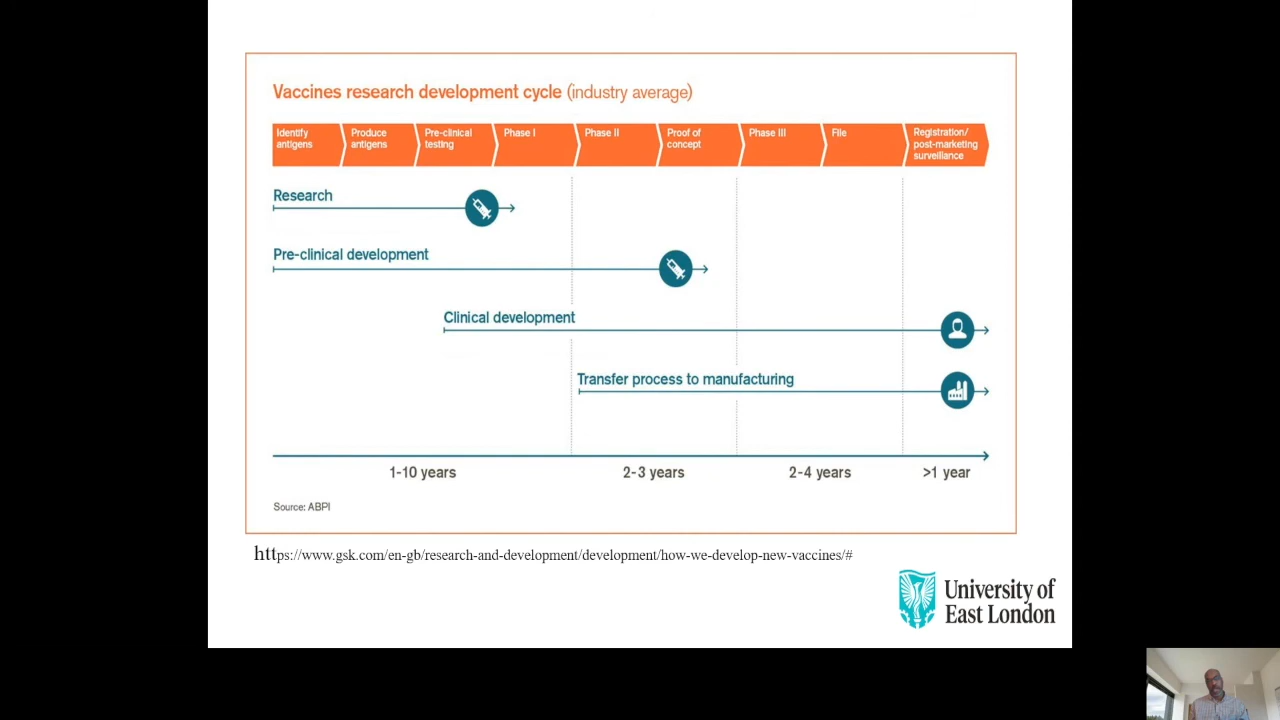 Vaccines research development cycle (industry average)
Identify
antigens
Produce
antigens
Pre-clinical
testing
Phase I
Phase II
Proof of
concept
Phase III
File
Registration/
post-marketing
surveillance
Research
Pre-clinical development
Clinical development
Transfer process to manufacturing
1-10 years
2-3 years
2-4 years
>1 year
Source: ABPI
https://www.gsk.com/en-gb/research-and-development/development/how-we-develop-new-vaccines/#
University of
East London